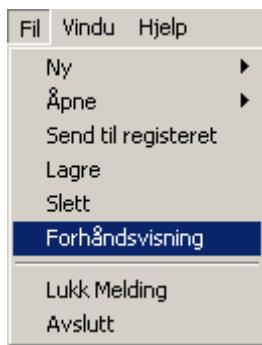 Fil Vindu Hjelp
Ny
Åpne
Send til registeret
Lagre
Slett
Forhåndsvisning
Lukk Melding
Avslutt